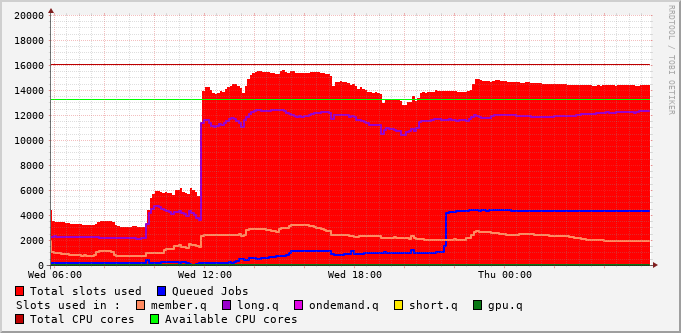 RRDTOOL / TOBI OETIKER
20000
18000
16000
14000
12000
10000
8000
6000
4000
2000
0
Wed 06:00 Wed 12:00 Wed 18:00 Thu 00:00
Total slots used Queued Jobs
Slots used in : member.q long.q ondemand.q short.q gpu.q
Total CPU cores Available CPU cores